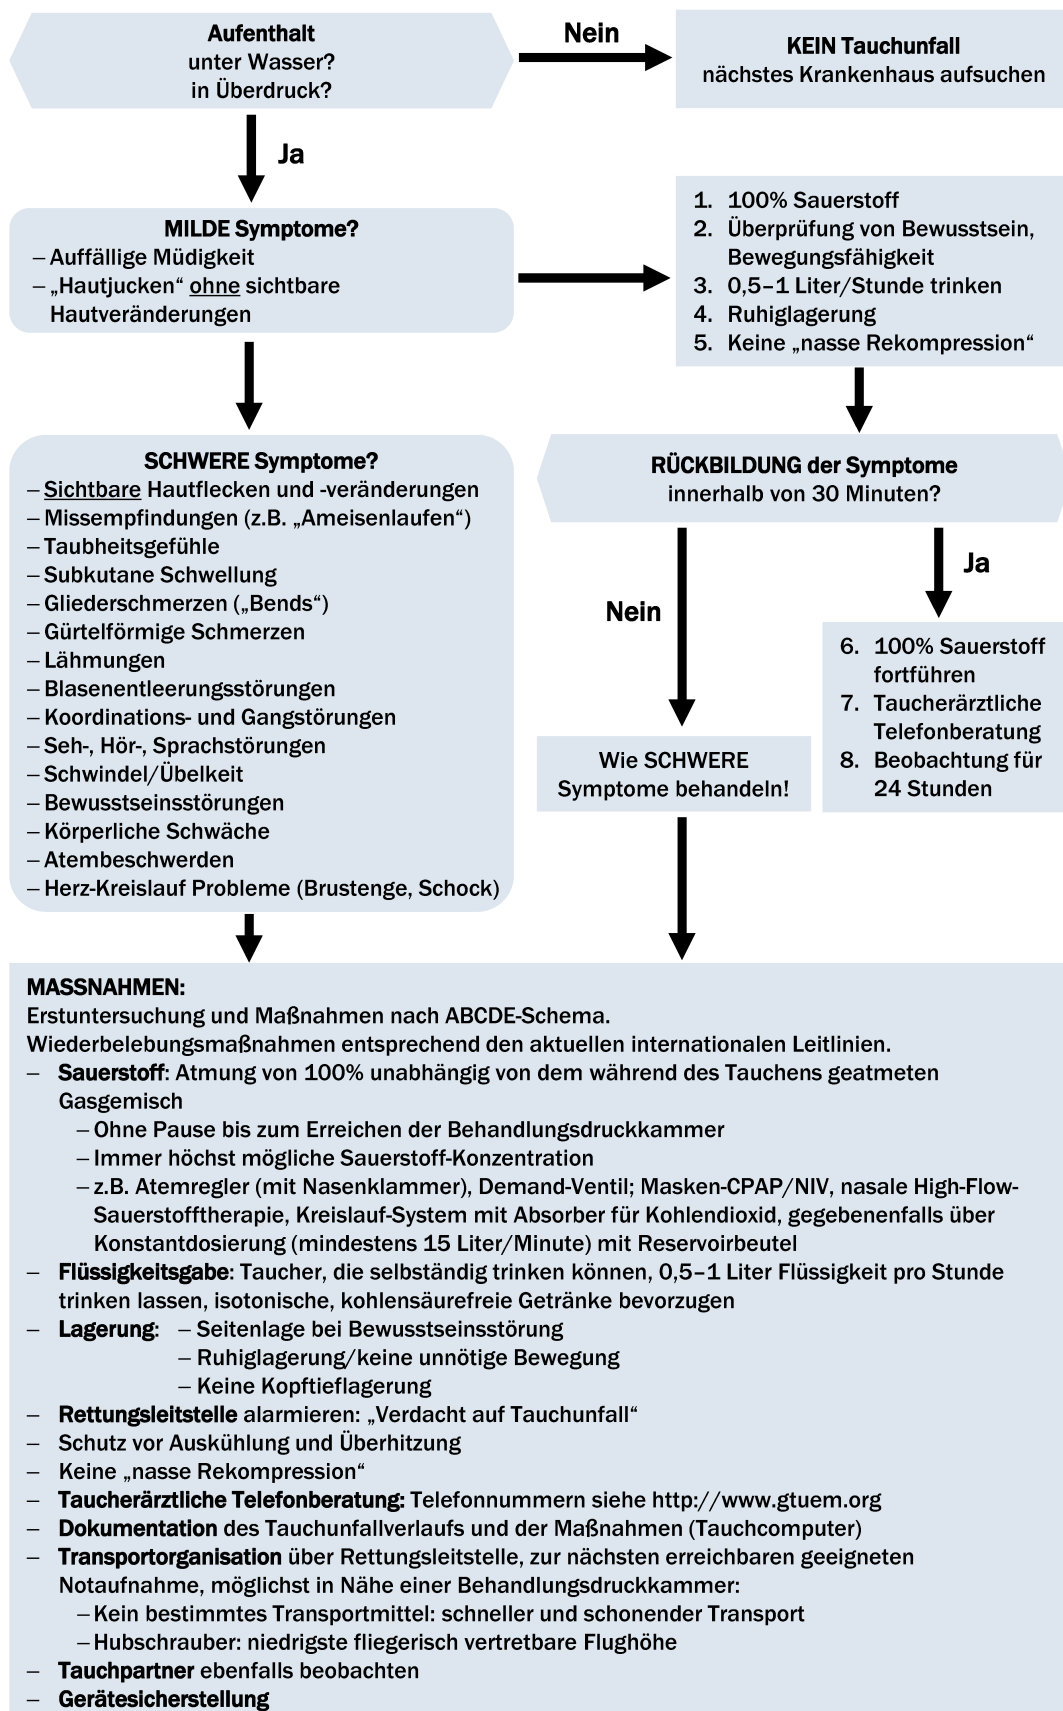 Aufenthalt
unter Wasser?
in Überdruck?
Nein
KEIN Tauchunfall
nächstes Krankenhaus aufsuchen
Ja
MILDE Symptome?
– Auffällige Müdigkeit
– „Hautjucken“ ohne sichtbare
Hautveränderungen
1. 100% Sauerstoff
2. Überprüfung von Bewusstsein,
Bewegungsfähigkeit
3. 0,5–1 Liter/Stunde trinken
4. Ruhiglagerung
5. Keine „nasse Rekompression“
SCHWERE Symptome?
– Sichtbare Hautflecken und -veränderungen
– Missempfindungen (z.B. „Ameisenlaufen“)
– Taubheitsgefühle
– Subkutane Schwellung
– Gliederschmerzen („Bends“)
– Gürtelförmige Schmerzen
– Lähmungen
– Blasenentleerungsstörungen
– Koordinations- und Gangstörungen
– Seh-, Hör-, Sprachstörungen
– Schwindel/Übelkeit
– Bewusstseinsstörungen
– Körperliche Schwäche
– Atembeschwerden
– Herz-Kreislauf Probleme (Brustenge, Schock)
RÜCKBILDUNG der Symptome
innerhalb von 30 Minuten?
Nein
Ja
Wie SCHWERE
Symptome behandeln!
6. 100% Sauerstoff
fortführen
7. Taucherärztliche
Telefonberatung
8. Beobachtung für
24 Stunden
MASSNAHMEN:
Erstuntersuchung und Maßnahmen nach ABCDE-Schema.
Wiederbelebungsmaßnahmen entsprechend den aktuellen internationalen Leitlinien.
– Sauerstoff: Atmung von 100% unabhängig von dem während des Tauchens geatmeten
Gasgemisch
– Ohne Pause bis zum Erreichen der Behandlungsdruckkammer
– Immer höchst mögliche Sauerstoff-Konzentration
– z.B. Atemregler (mit Nasenklammer), Demand-Ventil; Masken-CPAP/NIV, nasale High-Flow-
Sauerstofftherapie, Kreislauf-System mit Absorber für Kohlendioxid, gegebenenfalls über
Konstantdosierung (mindestens 15 Liter/Minute) mit Reservoirbeutel
– Flüssigkeitsgabe: Taucher, die selbständig trinken können, 0,5–1 Liter Flüssigkeit pro Stunde
trinken lassen, isotonische, kohlensäurefreie Getränke bevorzugen
– Lagerung: – Seitenlage bei Bewusstseinsstörung
– Ruhiglagerung/keine unnötige Bewegung
– Keine Kopftieflagerung
– Rettungsleitstelle alarmieren: „Verdacht auf Tauchunfall“
– Schutz vor Auskühlung und Überhitzung
– Keine „nasse Rekompression“
– Taucherärztliche Telefonberatung: Telefonnummern siehe http://www.gtuem.org
– Dokumentation des Tauchunfallverlaufs und der Maßnahmen (Tauchcomputer)
– Transportorganisation über Rettungsleitstelle, zur nächsten erreichbaren geeigneten
Notaufnahme, möglichst in Nähe einer Behandlungsdruckkammer:
– Kein bestimmtes Transportmittel: schneller und schonender Transport
– Hubschrauber: niedrigste fliegerisch vertretbare Flughöhe
– Tauchpartner ebenfalls beobachten
– Gerätesicherstellung